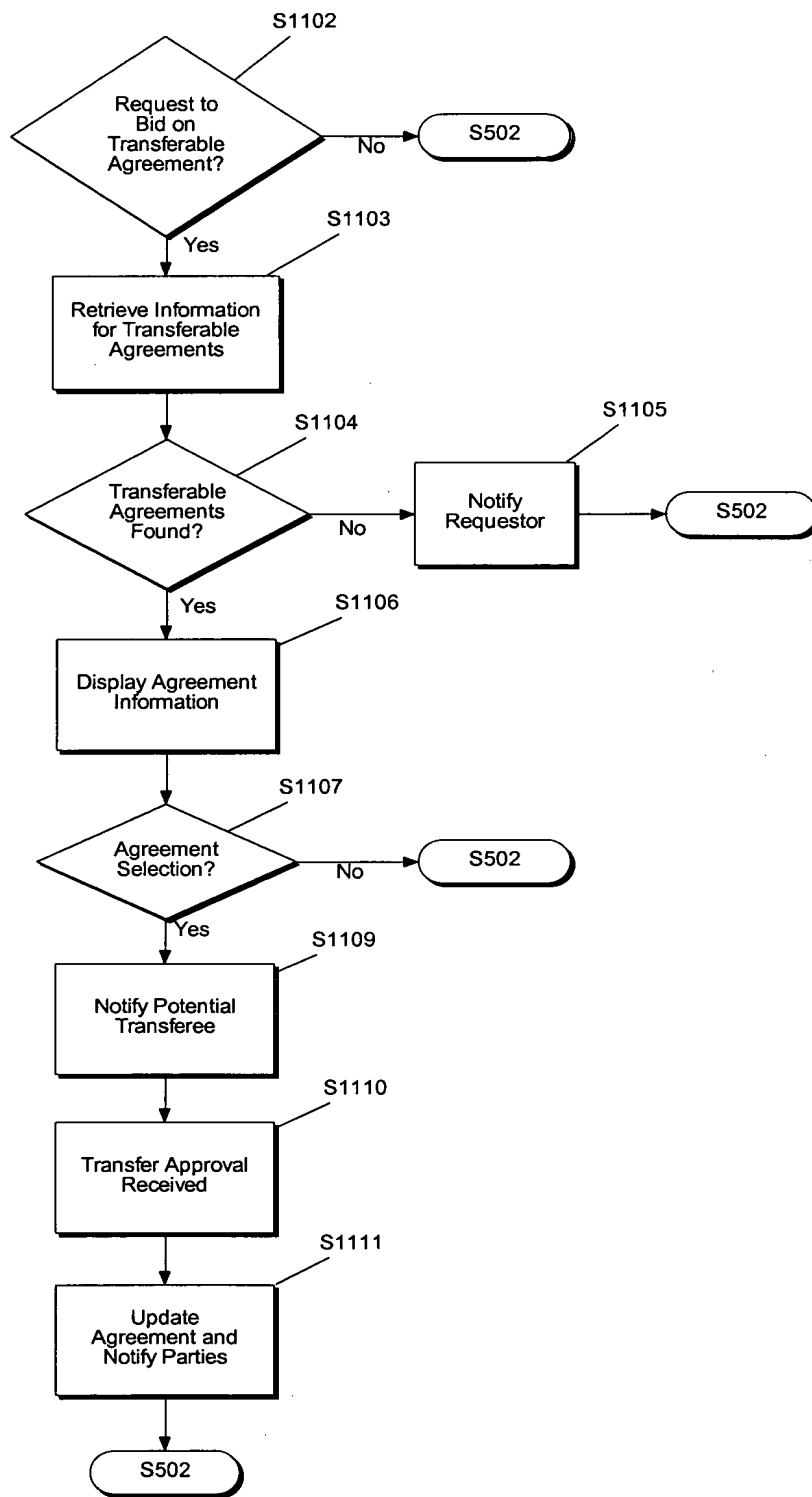 S1102
Request to
Bid on
Transferable
Agreement?
No
S502
Yes
S1103
Retrieve Information
for Transferable
Agreements
S1104
Transferable
Agreements
Found?
No
S1105
Notify
Requestor
S502
Yes
S1106
Display Agreement
Information
S1107
Agreement
Selection?
No
S502
Yes
S1109
Notify Potential
Transferee
S1110
Transfer Approval
Received
S1111
Update
Agreement and
Notify Parties
S502